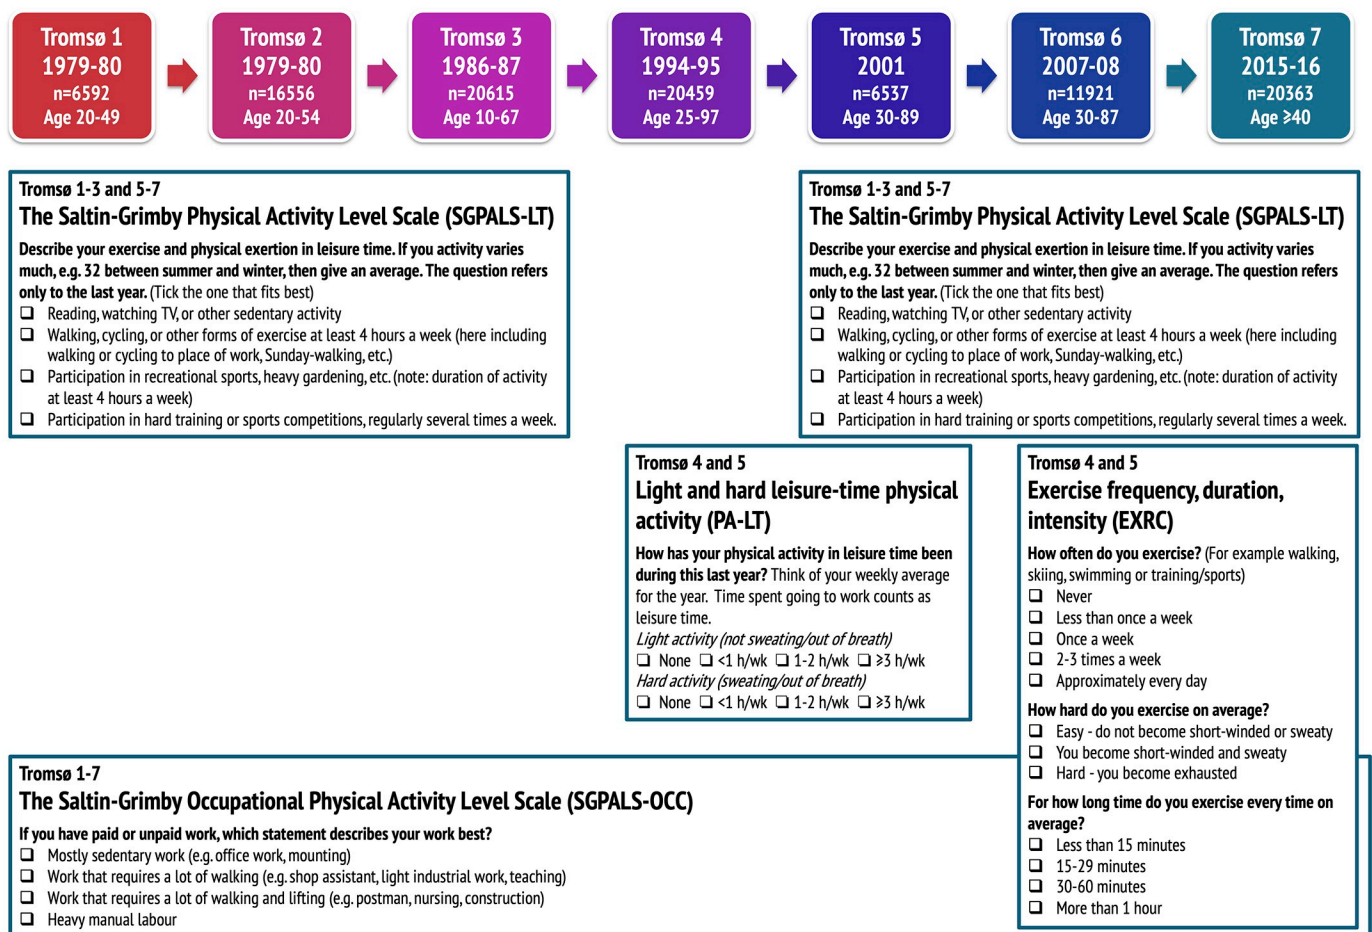 Tromsø 1
1979-80
n=6592
Age 20-49
Tromsø 2
1979-80
n=16556
Age 20-54
Tromsø 3
1986-87
n=20615
Age 10-67
Tromsø 4
1994-95
n=20459
Age 25-97
Tromsø 5
2001
n=6537
Age 30-89
Tromsø 6
2007-08
n=11921
Age 30-87
Tromsø 7
2015-16
n=20363
Age ≥40
Tromsø 1-3 and 5-7
The Saltin-Grimby Physical Activity Level Scale (SGPALS-LT)
Describe your exercise and physical exertion in leisure time. If you activity varies
much, e.g. 32 between summer and winter, then give an average. The question refers
only to the last year. (Tick the one that fits best)
❑ Reading, watching TV, or other sedentary activity
❑ Walking, cycling, or other forms of exercise at least 4 hours a week (here including
walking or cycling to place of work, Sunday-walking, etc.)
❑ Participation in recreational sports, heavy gardening, etc. (note: duration of activity
at least 4 hours a week)
❑ Participation in hard training or sports competitions, regularly several times a week.
Tromsø 1-3 and 5-7
The Saltin-Grimby Physical Activity Level Scale (SGPALS-LT)
Describe your exercise and physical exertion in leisure time. If you activity varies
much, e.g. 32 between summer and winter, then give an average. The question refers
only to the last year. (Tick the one that fits best)
❑ Reading, watching TV, or other sedentary activity
❑ Walking, cycling, or other forms of exercise at least 4 hours a week (here including
walking or cycling to place of work, Sunday-walking, etc.)
❑ Participation in recreational sports, heavy gardening, etc. (note: duration of activity
at least 4 hours a week)
❑ Participation in hard training or sports competitions, regularly several times a week.
Tromsø 4 and 5
Light and hard leisure-time physical
activity (PA-LT)
How has your physical activity in leisure time been
during this last year? Think of your weekly average
for the year. Time spent going to work counts as
leisure time.
Light activity (not sweating/out of breath)
❑ None ❑ <1 h/wk ❑ 1-2 h/wk ❑ ≥3 h/wk
Hard activity (sweating/out of breath)
❑ None ❑ <1 h/wk ❑ 1-2 h/wk ❑ ≥3 h/wk
Tromsø 4 and 5
Exercise frequency, duration,
intensity (EXRC)
How often do you exercise? (For example walking,
skiing, swimming or training/sports)
❑ Never
❑ Less than once a week
❑ Once a week
❑ 2-3 times a week
❑ Approximately every day
How hard do you exercise on average?
❑ Easy - do not become short-winded or sweaty
❑ You become short-winded and sweaty
❑ Hard - you become exhausted
For how long time do you exercise every time on
average?
❑ Less than 15 minutes
❑ 15-29 minutes
❑ 30-60 minutes
❑ More than 1 hour
Tromsø 1-7
The Saltin-Grimby Occupational Physical Activity Level Scale (SGPALS-OCC)
If you have paid or unpaid work, which statement describes your work best?
❑ Mostly sedentary work (e.g. office work, mounting)
❑ Work that requires a lot of walking (e.g. shop assistant, light industrial work, teaching)
❑ Work that requires a lot of walking and lifting (e.g. postman, nursing, construction)
❑ Heavy manual labour